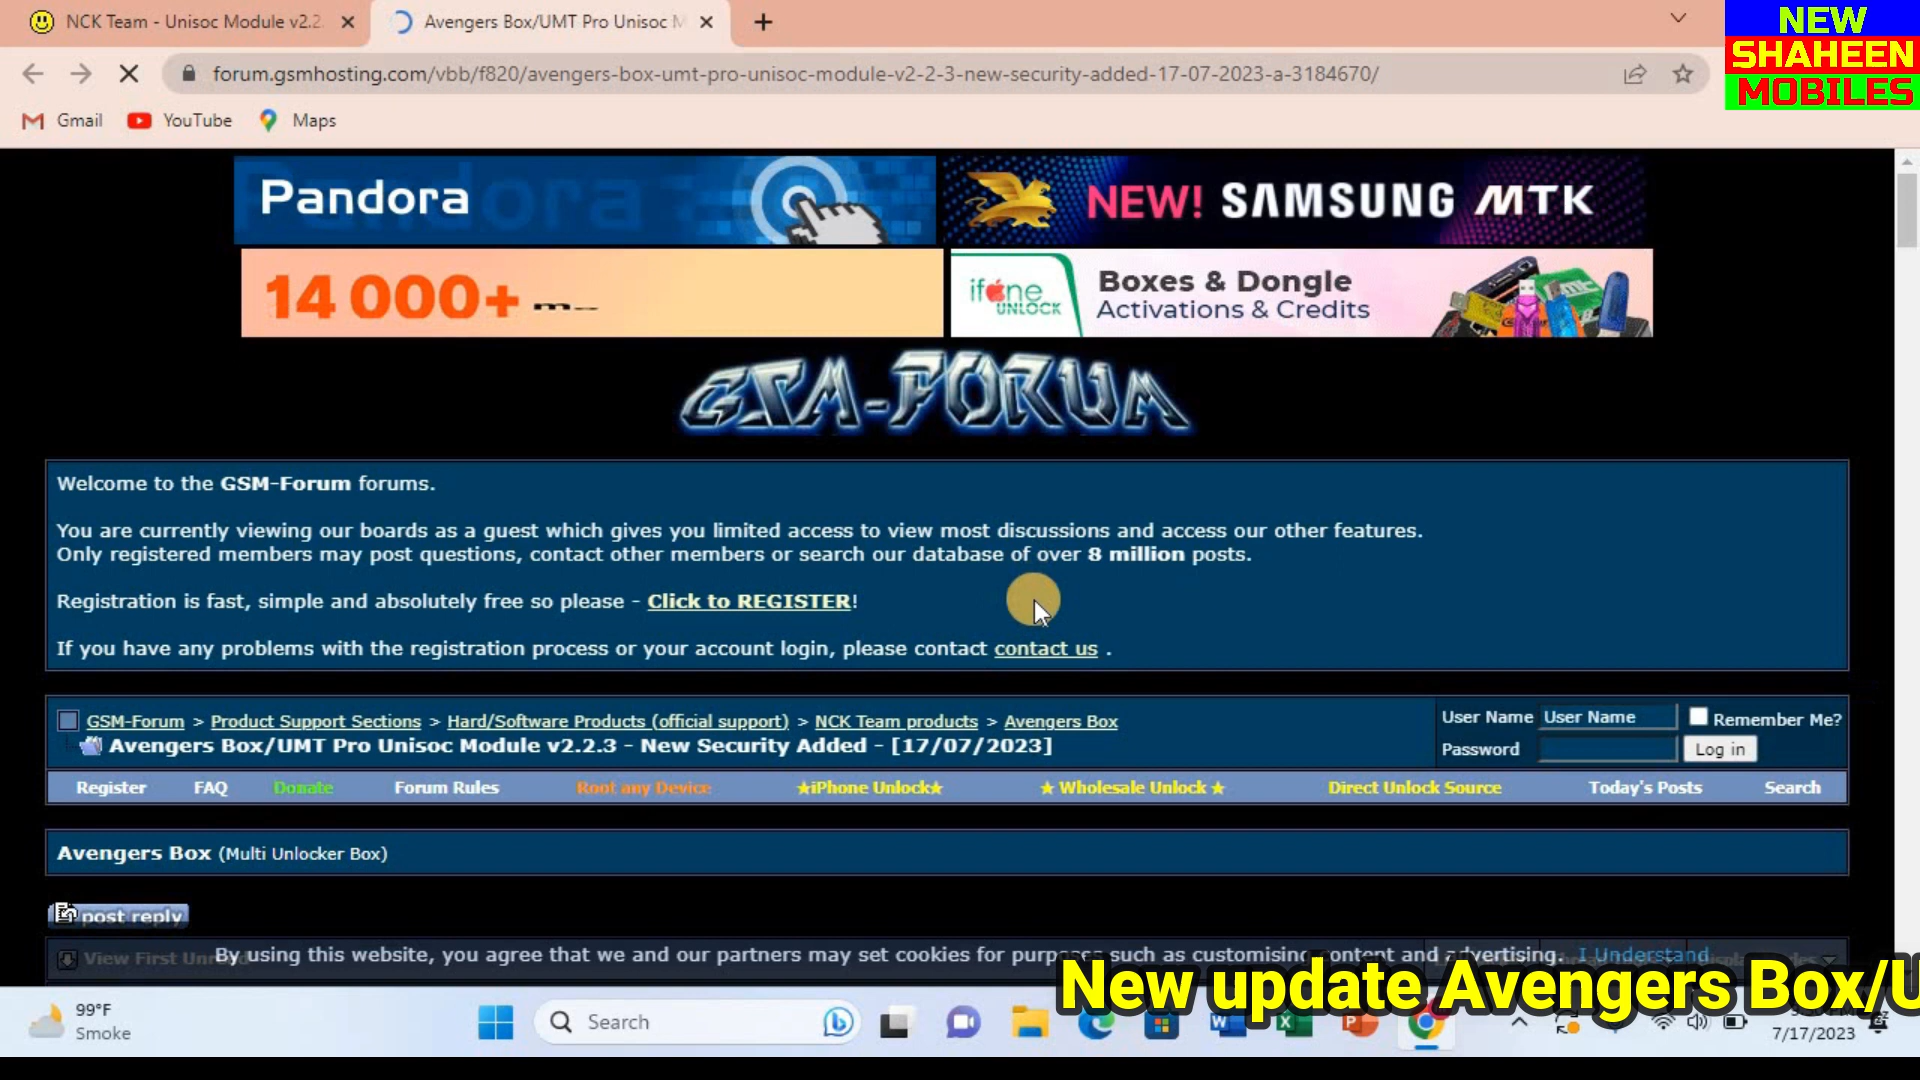 NCK Team - Unisoc Module v2.2
Avengers Box/UMT Pro Unisoc M
NEW
SHAHEEN
MOBILES
forum.gsmhosting.com/vbb/f820/avengers-box-umt-pro-unisoc-module-v2-2-3-new-security-added-17-07-2023-a-3184670/
Gmail YouTube Maps
Pandora
NEW! SAMSUNG MTK
14 000+
ifone UNLOCK
Boxes & Dongle
Activations & Credits
GSM-FORUM
Welcome to the GSM-Forum forums.
You are currently viewing our boards as a guest which gives you limited access to view most discussions and access our other features.
Only registered members may post questions, contact other members or search our database of over 8 million posts.
Registration is fast, simple and absolutely free so please - Click to REGISTER!
If you have any problems with the registration process or your account login, please contact contact us .
GSM-Forum > Product Support Sections > Hard/Software Products (official support) > NCK Team products > Avengers Box
Avengers Box/UMT Pro Unisoc Module v2.2.3 - New Security Added - [17/07/2023]
User Name User Name Remember Me?
Password Log in
Register FAQ Donate Forum Rules Root any Device ★iPhone Unlock★ ★ Wholesale Unlock ★ Direct Unlock Source Today's Posts Search
Avengers Box (Multi Unlocker Box)
post reply
View First Unread
By using this website, you agree that we and our partners may set cookies for purposes such as customising content and advertising. I Understand
New update Avengers Box/U
99°F
Smoke
Search
7/17/2023